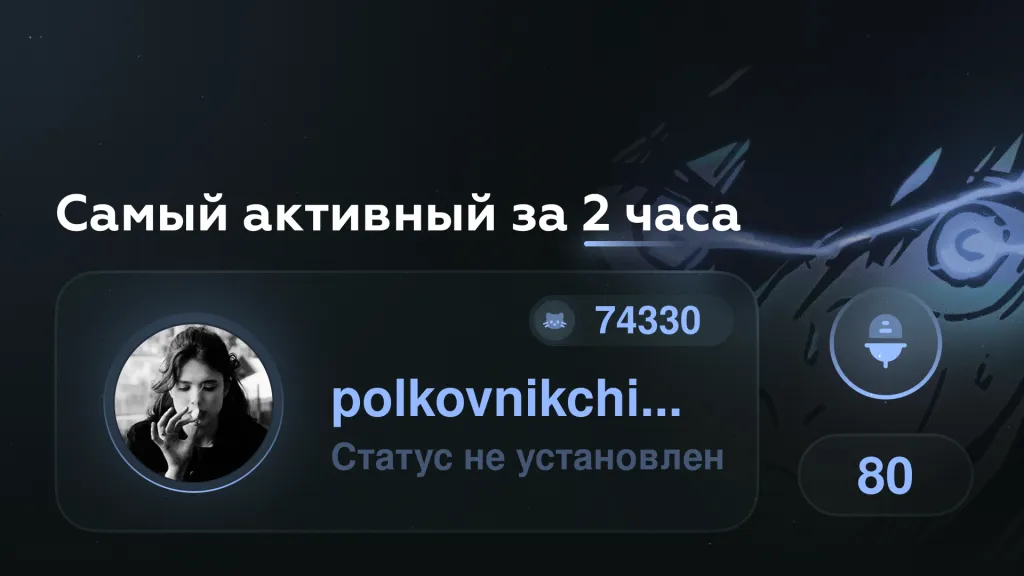 Самый активный за 2 часа
74330
polkovnikchi...
Статус не установлен
80